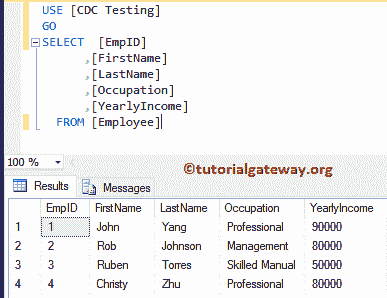 USE [CDC Testing]
GO
SELECT [EmpID]
,[FirstName]
,[LastName]
,[Occupation]
,[YearlyIncome]
FROM [Employee]
100 %
©tutorialgateway.org
Results Messages
EmpID FirstName LastName Occupation YearlyIncome
1 1 John Yang Professional 90000
2 2 Rob Johnson Management 80000
3 3 Ruben Torres Skilled Manual 50000
4 4 Christy Zhu Professional 80000